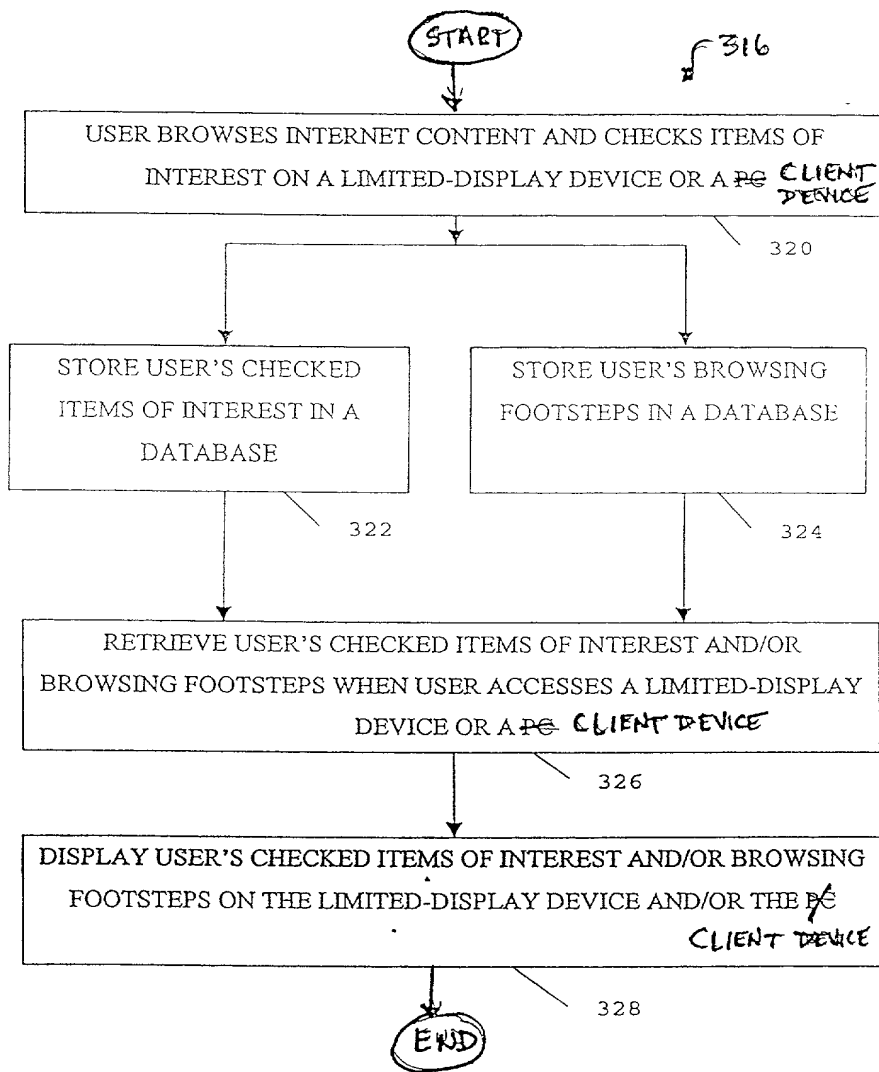 START
316
USER BROWSES INTERNET CONTENT AND CHECKS ITEMS OF
INTEREST ON A LIMITED-DISPLAY DEVICE OR A PC CLIENT
DEVICE
320
STORE USER'S CHECKED
ITEMS OF INTEREST IN A
DATABASE
STORE USER'S BROWSING
FOOTSTEPS IN A DATABASE
322
324
RETRIEVE USER'S CHECKED ITEMS OF INTEREST AND/OR
BROWSING FOOTSTEPS WHEN USER ACCESSES A LIMITED-DISPLAY
DEVICE OR A PC CLIENT DEVICE
326
DISPLAY USER'S CHECKED ITEMS OF INTEREST AND/OR BROWSING
FOOTSTEPS ON THE LIMITED-DISPLAY DEVICE AND/OR THE PC
CLIENT DEVICE
328
END